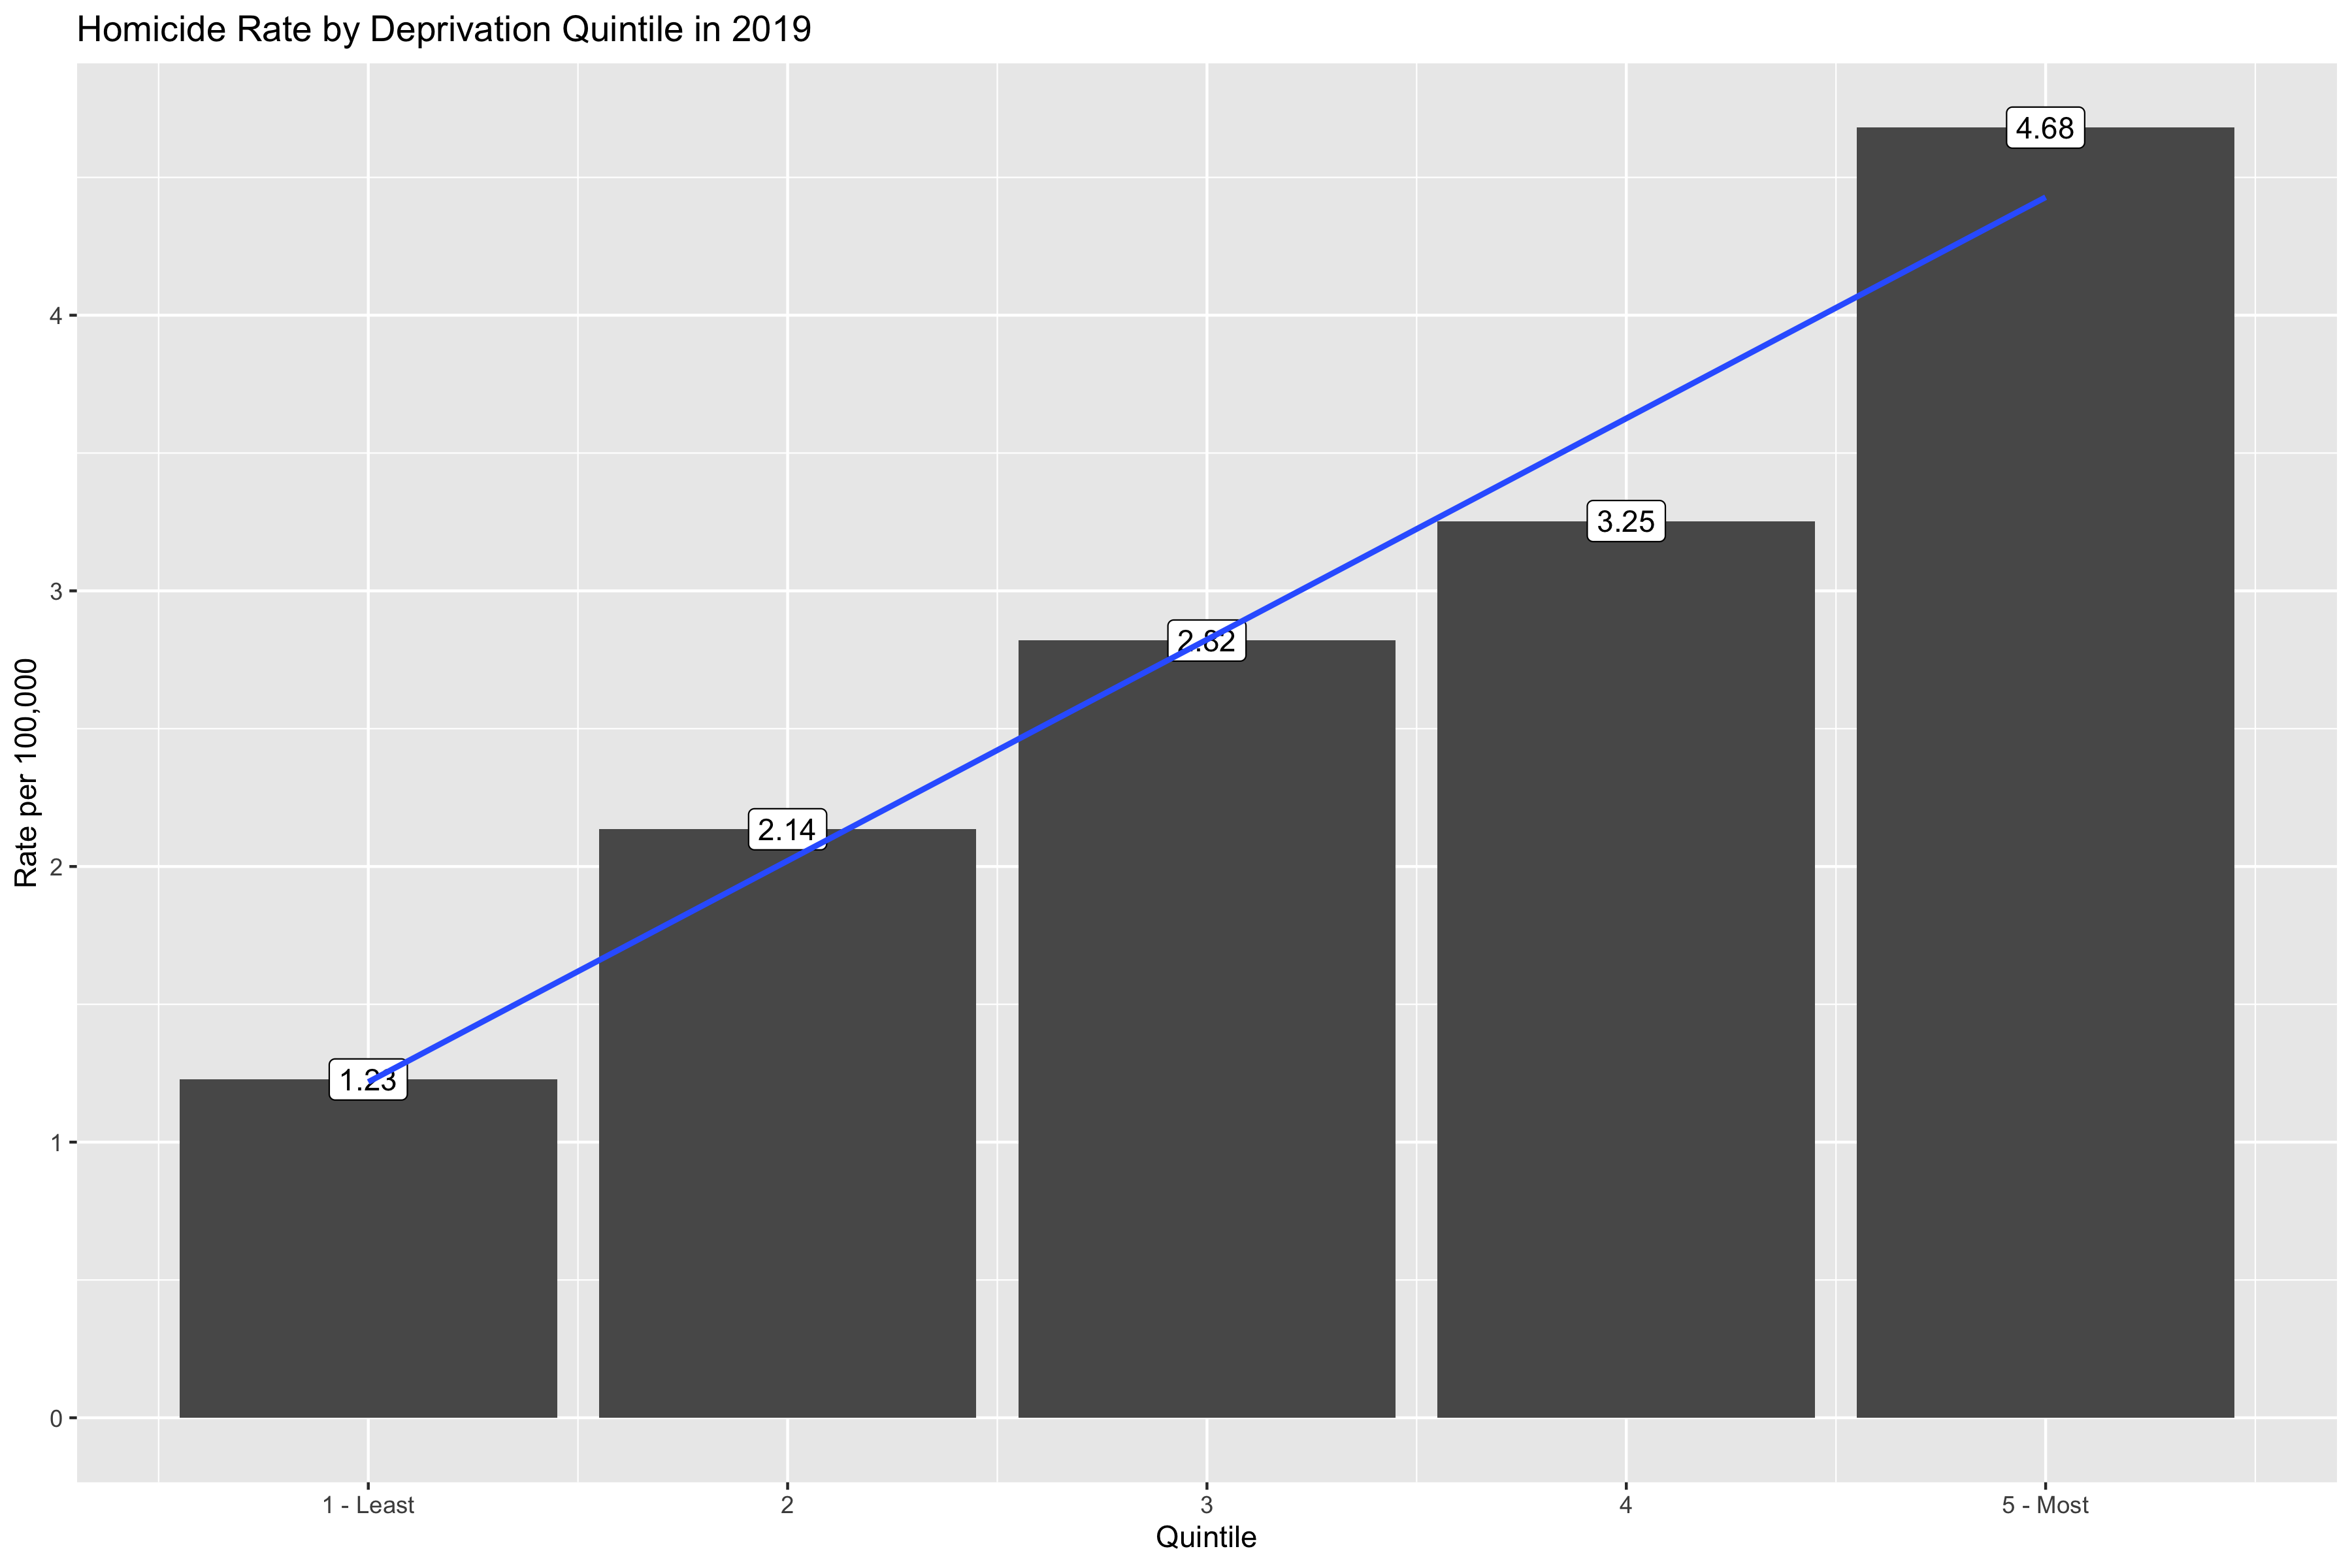 Homicide Rate by Deprivation Quintile in 2019
Rate per 100,000
4
3
2
1
0
4.68
3.25
2.82
2.14
1.23
1 - Least
2
3
4
5 - Most
Quintile